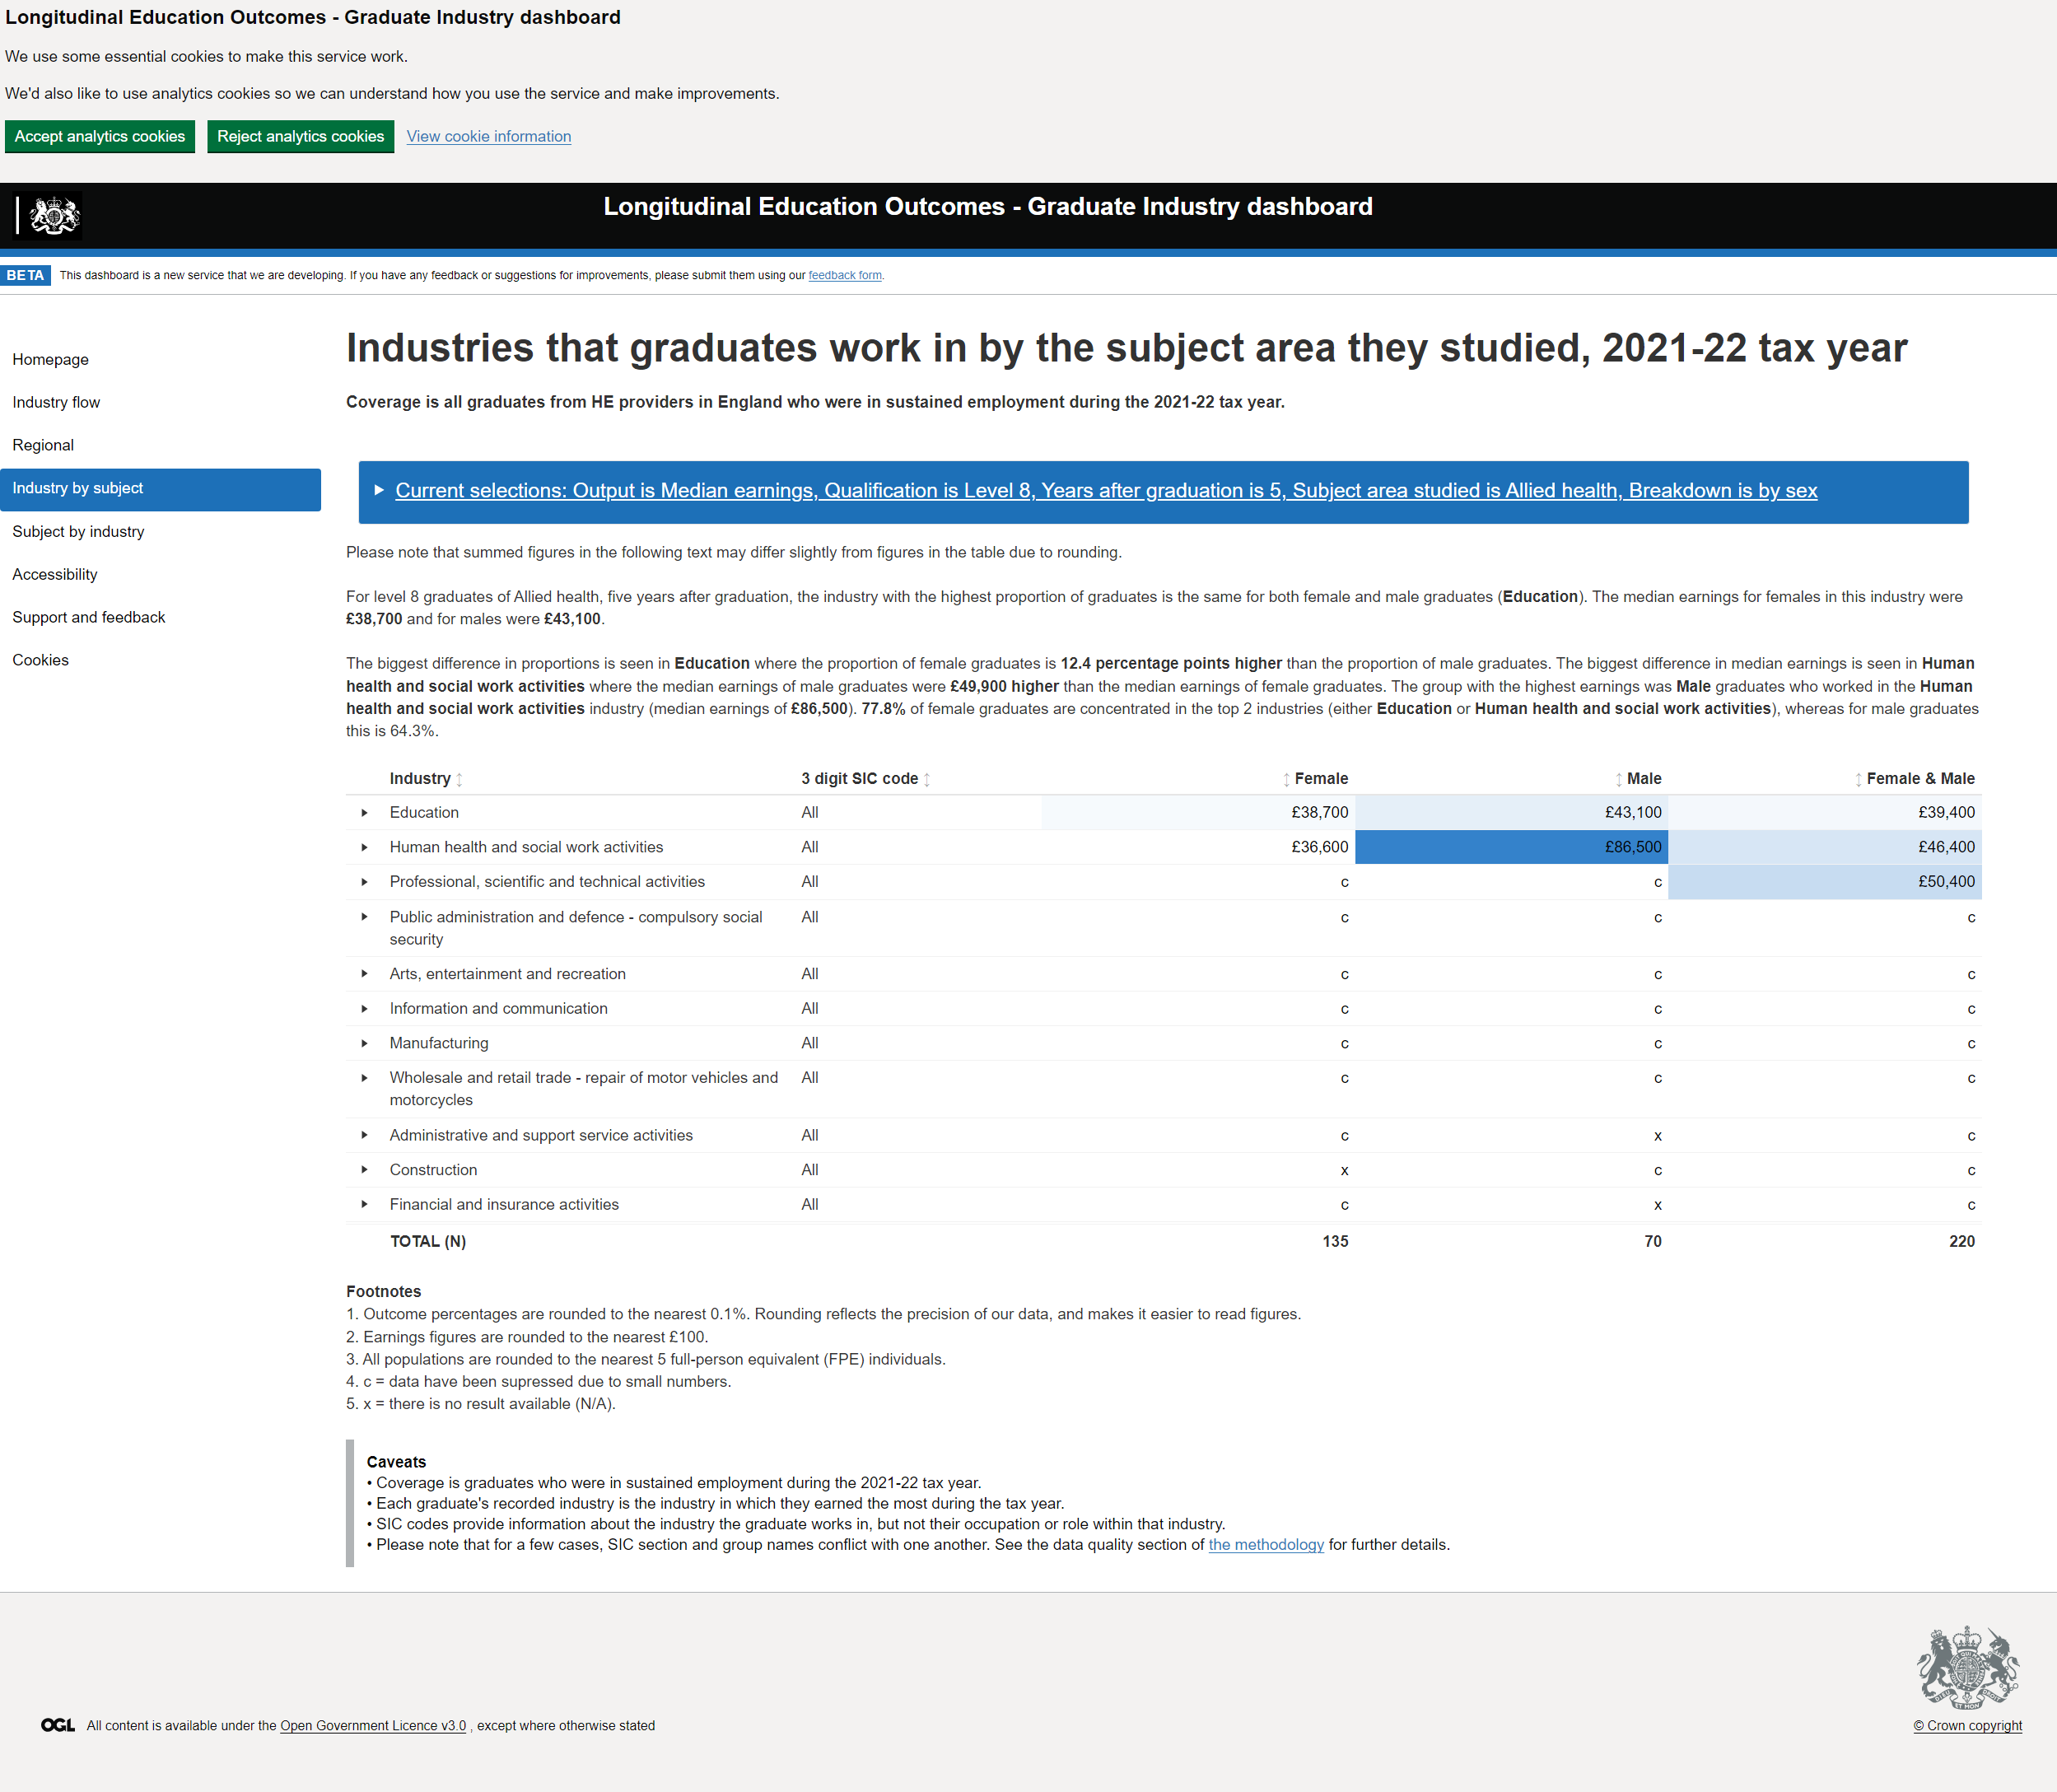 Longitudinal Education Outcomes - Graduate Industry dashboard
We use some essential cookies to make this service work.
We'd also like to use analytics cookies so we can understand how you use the service and make improvements.
Accept analytics cookies Reject analytics cookies View cookie information
Longitudinal Education Outcomes - Graduate Industry dashboard
BETA This dashboard is a new service that we are developing. If you have any feedback or suggestions for improvements, please submit them using our feedback form.
Homepage
Industry flow
Regional
Industry by subject
Subject by industry
Accessibility
Support and feedback
Cookies
Industries that graduates work in by the subject area they studied, 2021-22 tax year
Coverage is all graduates from HE providers in England who were in sustained employment during the 2021-22 tax year.
Current selections: Output is Median earnings, Qualification is Level 8, Years after graduation is 5, Subject area studied is Allied health, Breakdown is by sex
Please note that summed figures in the following text may differ slightly from figures in the table due to rounding.
For level 8 graduates of Allied health, five years after graduation, the industry with the highest proportion of graduates is the same for both female and male graduates (Education). The median earnings for females in this industry were
£38,700 and for males were £43,100.
The biggest difference in proportions is seen in Education where the proportion of female graduates is 12.4 percentage points higher than the proportion of male graduates. The biggest difference in median earnings is seen in Human
health and social work activities where the median earnings of male graduates were £49,900 higher than the median earnings of female graduates. The group with the highest earnings was Male graduates who worked in the Human
health and social work activities industry (median earnings of £86,500). 77.8% of female graduates are concentrated in the top 2 industries (either Education or Human health and social work activities), whereas for male graduates
this is 64.3%.
Industry 3 digit SIC code Female Male Female & Male
Education All £38,700 £43,100 £39,400
Human health and social work activities All £36,600 £86,500 £46,400
Professional, scientific and technical activities All c c £50,400
Public administration and defence - compulsory social All c c c
security
Arts, entertainment and recreation All c c c
Information and communication All c c c
Manufacturing All c c c
Wholesale and retail trade - repair of motor vehicles and All c c c
motorcycles
Administrative and support service activities All c x c
Construction All x c c
Financial and insurance activities All c x c
TOTAL (N) 135 70 220
Footnotes
1. Outcome percentages are rounded to the nearest 0.1%. Rounding reflects the precision of our data, and makes it easier to read figures.
2. Earnings figures are rounded to the nearest £100.
3. All populations are rounded to the nearest 5 full-person equivalent (FPE) individuals.
4. c = data have been supressed due to small numbers.
5. x = there is no result available (N/A).
Caveats
• Coverage is graduates who were in sustained employment during the 2021-22 tax year.
• Each graduate's recorded industry is the industry in which they earned the most during the tax year.
• SIC codes provide information about the industry the graduate works in, but not their occupation or role within that industry.
• Please note that for a few cases, SIC section and group names conflict with one another. See the data quality section of the methodology for further details.
OGL All content is available under the Open Government Licence v3.0 , except where otherwise stated
© Crown copyright